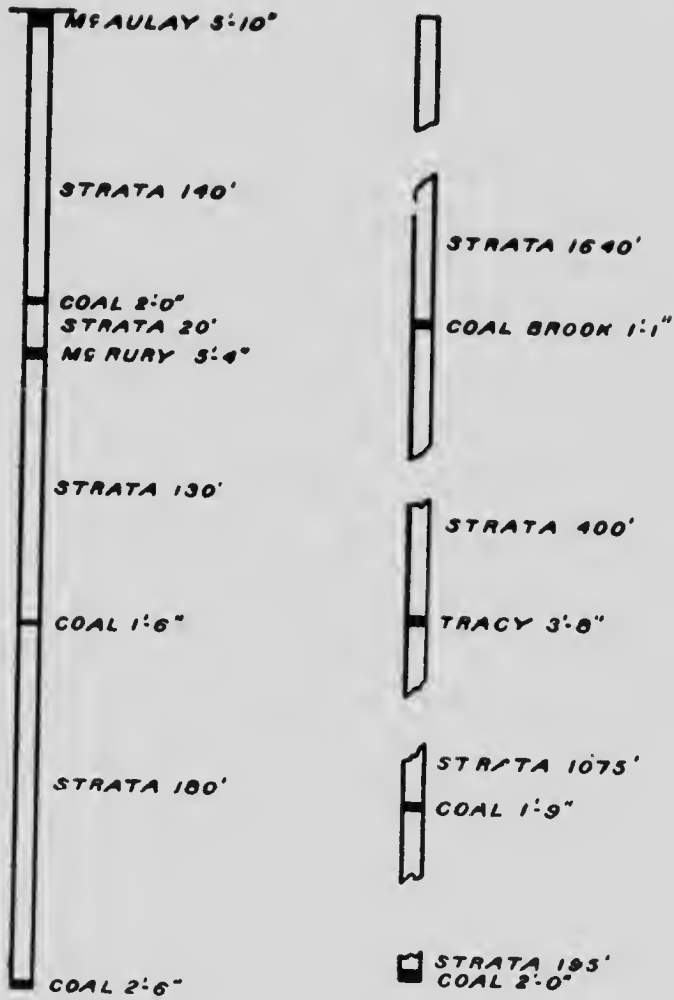 McAULAY 5'-10"
STRATA 140'
COAL 2'-0"
STRATA 20'
McRURY 5'-4"
STRATA 130'
COAL 1'-6"
STRATA 180'
COAL 2'-6"
STRATA 1640'
COAL BROOK 1'-1"
STRATA 400'
TRACY 3'-8"
STRATA 1075'
COAL 1'-9"
STRATA 195'
COAL 2'-0"